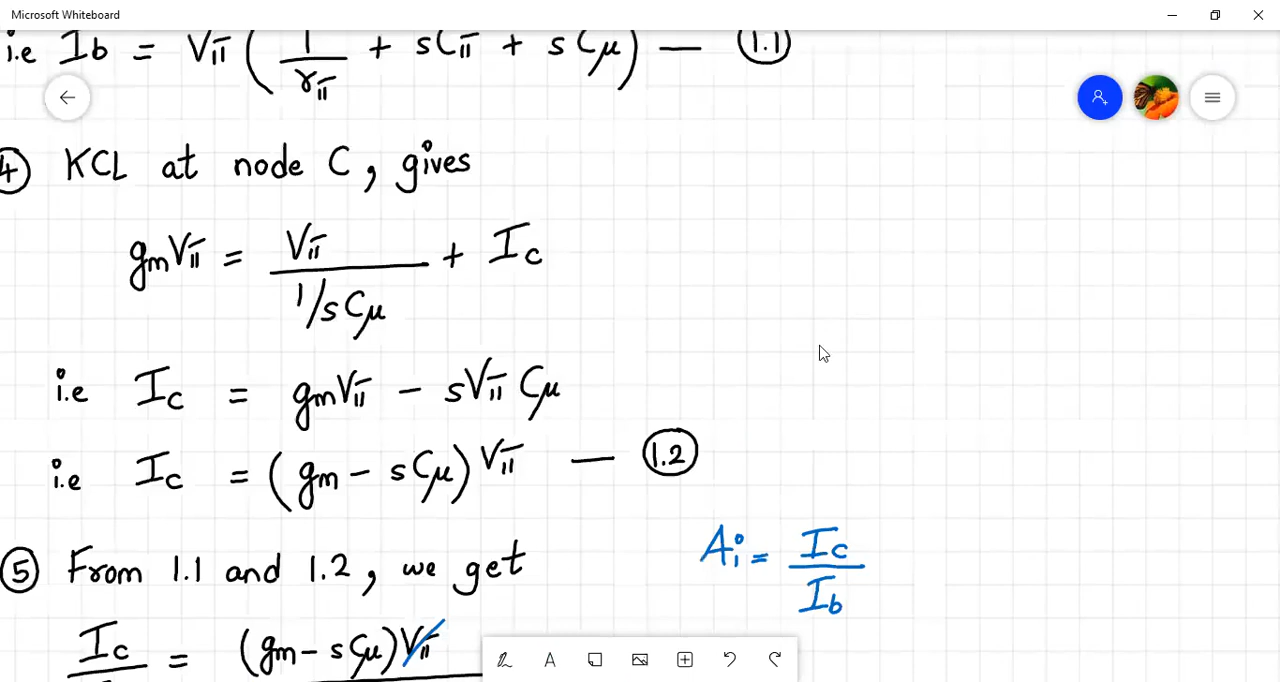 Microsoft Whiteboard
i.e Ib = Vπ ( 1/rπ + sCπ + sCμ ) — (1.1)
④ KCL at node C, gives
gmVπ = Vπ / 1/sCμ + Ic
i.e Ic = gmVπ - sVπ Cμ
i.e Ic = (gm - sCμ) Vπ — (1.2)
Ai = Ic / Ib
⑤ From 1.1 and 1.2, we get
Ic = (gm - sCμ)Vπ